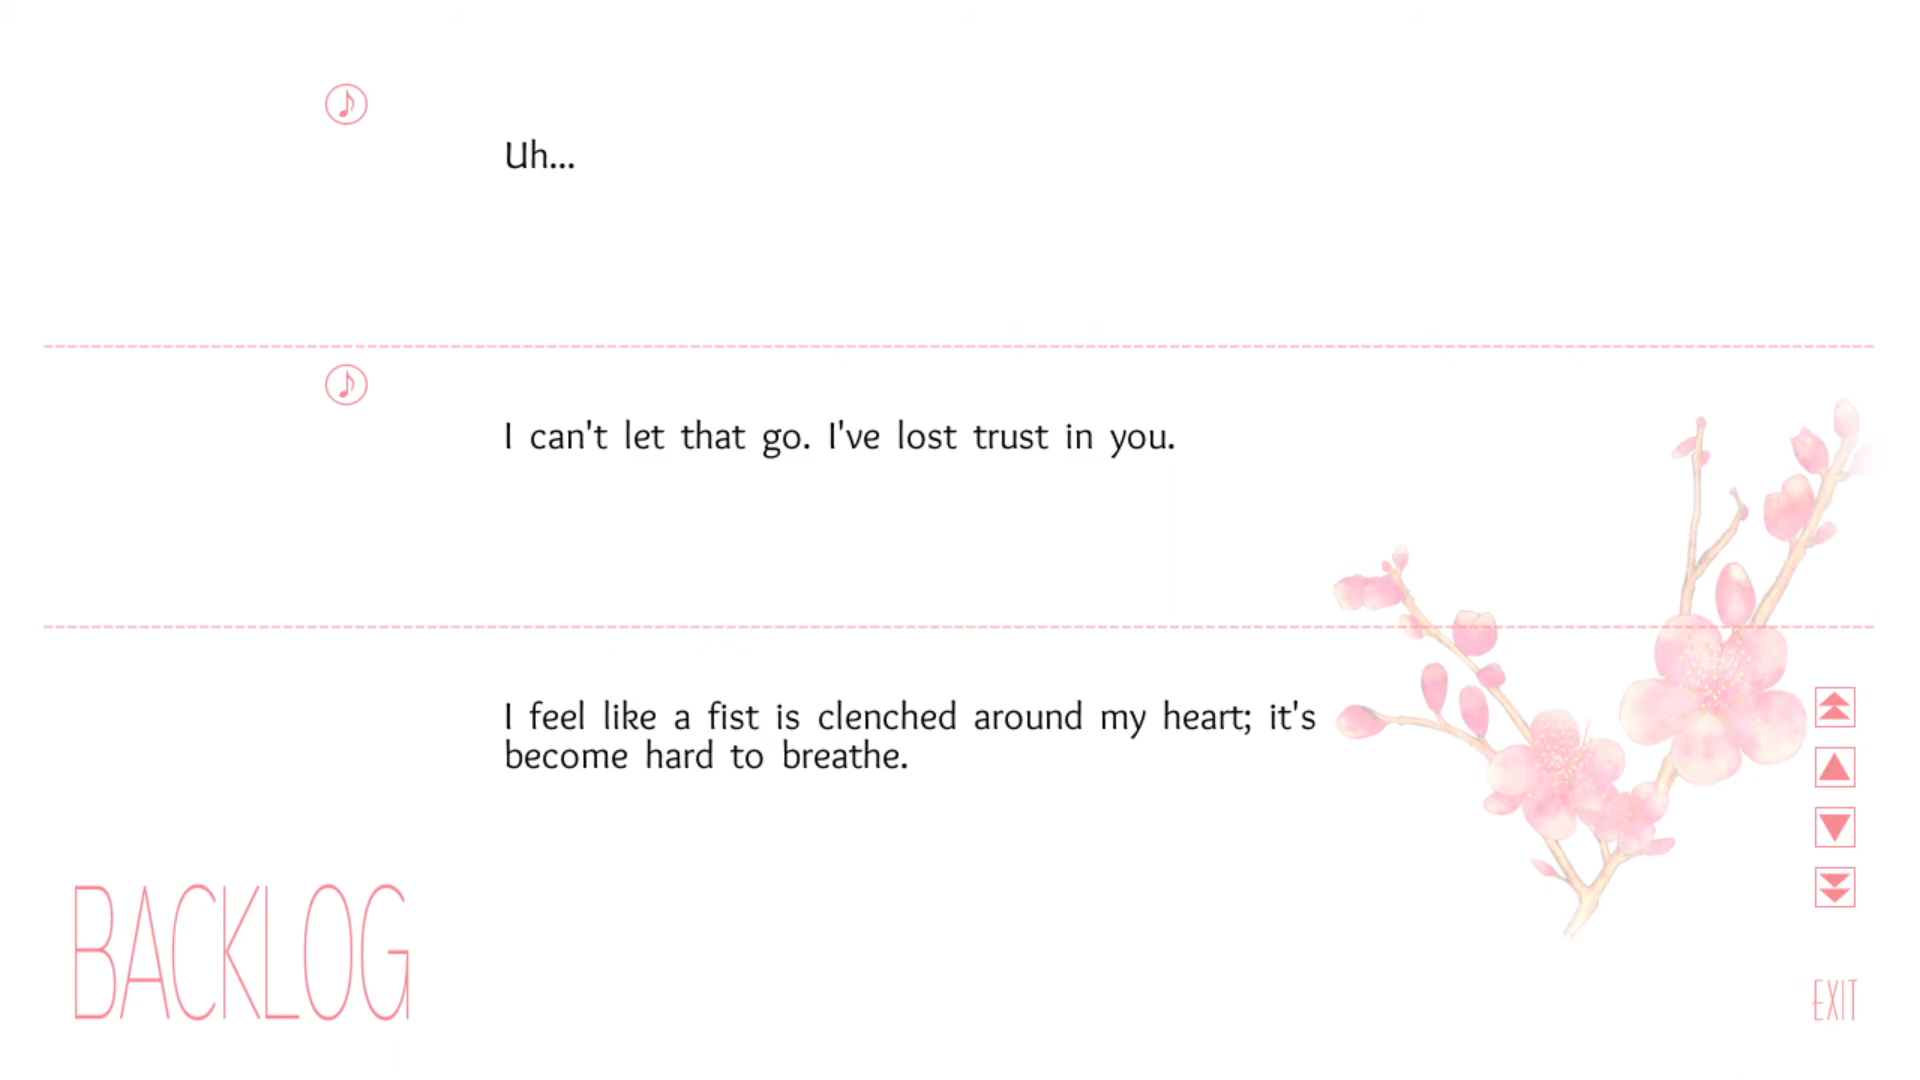 Uh...
I can't let that go. I've lost trust in you.
I feel like a fist is clenched around my heart; it's
become hard to breathe.
BACKLOG
EXIT